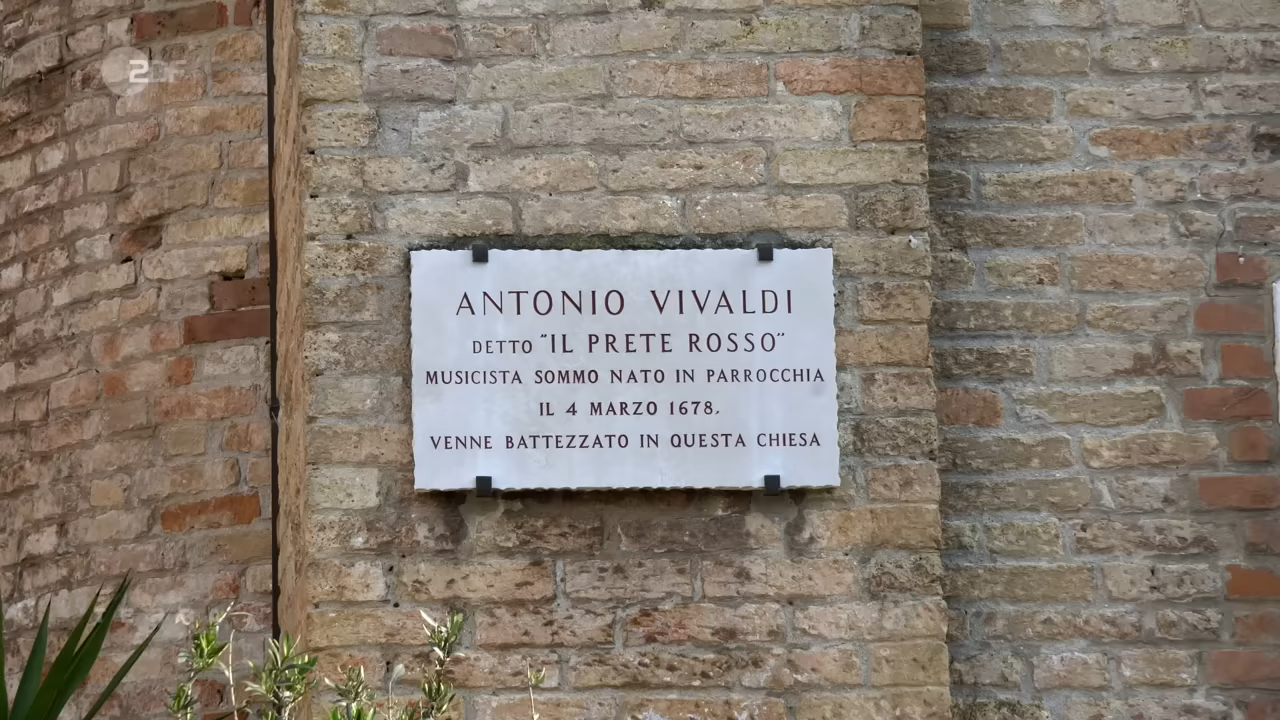 ZDF
ANTONIO VIVALDI
DETTO "IL PRETE ROSSO"
MUSICISTA SOMMO NATO IN PARROCCHIA
IL 4 MARZO 1678,
VENNE BATTEZZATO IN QUESTA CHIESA